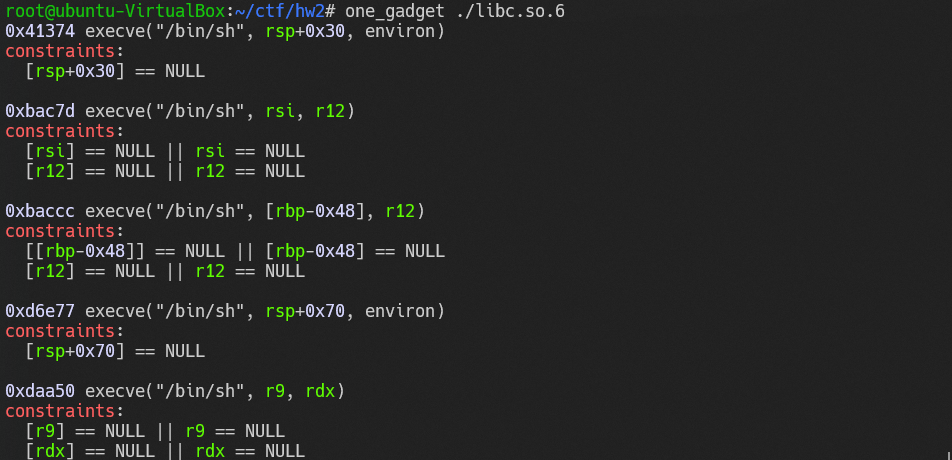 root@ubuntu-VirtualBox:~/ctf/hw2# one_gadget ./libc.so.6
0x41374 execve("/bin/sh", rsp+0x30, environ)
constraints:
  [rsp+0x30] == NULL

0xbac7d execve("/bin/sh", rsi, r12)
constraints:
  [rsi] == NULL || rsi == NULL
  [r12] == NULL || r12 == NULL

0xbaccc execve("/bin/sh", [rbp-0x48], r12)
constraints:
  [[rbp-0x48]] == NULL || [rbp-0x48] == NULL
  [r12] == NULL || r12 == NULL

0xd6e77 execve("/bin/sh", rsp+0x70, environ)
constraints:
  [rsp+0x70] == NULL

0xdaa50 execve("/bin/sh", r9, rdx)
constraints:
  [r9] == NULL || r9 == NULL
  [rdx] == NULL || rdx == NULL